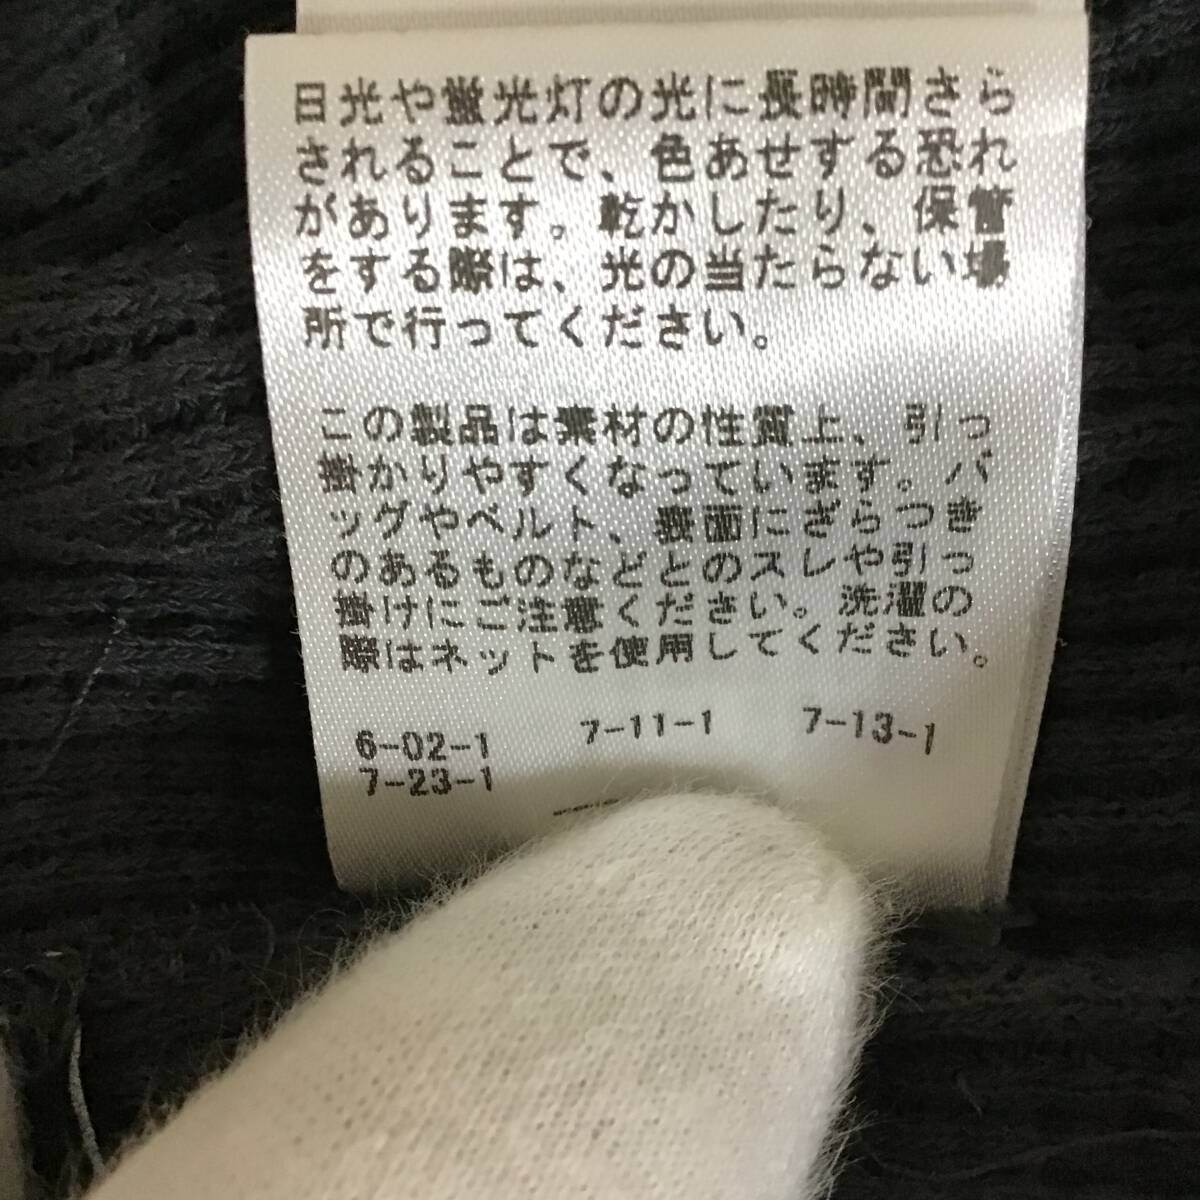 日光や蛍光灯の光に長時間さら
されることで、色あせする恐れ
があります。乾かしたり、保管
をする際は、光の当たらない場
所で行ってください。
この製品は素材の性質上、引っ
掛かりやすくなっています。バ
ッグやベルト、表面にざらつき
のあるものなどとのスレや引っ
掛けにご注意ください。洗濯の
際はネットを使用してください。
6-02-1 7-11-1 7-13-1
7-23-1